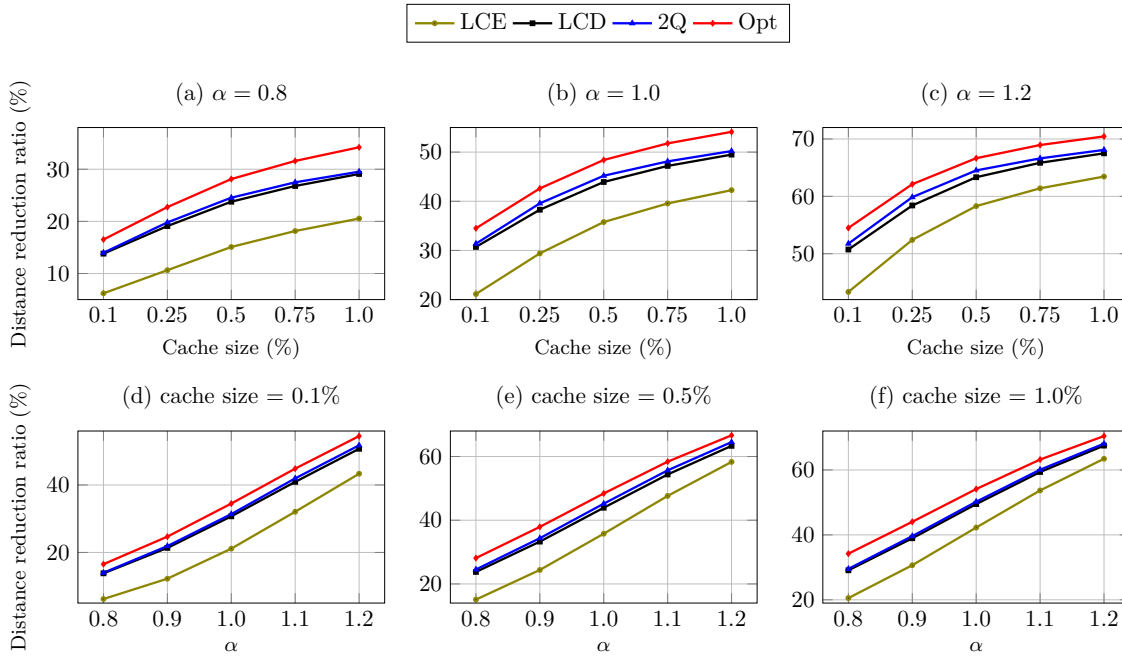 LCE LCD 2Q Opt
(a) α = 0.8
(b) α = 1.0
(c) α = 1.2
Distance reduction ratio (%)
30
20
10
0.1 0.25 0.5 0.75 1.0
Cache size (%)
50
40
30
20
0.1 0.25 0.5 0.75 1.0
Cache size (%)
70
60
50
0.1 0.25 0.5 0.75 1.0
Cache size (%)
(d) cache size = 0.1%
(e) cache size = 0.5%
(f) cache size = 1.0%
Distance reduction ratio (%)
40
20
0.8 0.9 1.0 1.1 1.2
α
60
40
20
0.8 0.9 1.0 1.1 1.2
α
60
40
20
0.8 0.9 1.0 1.1 1.2
α